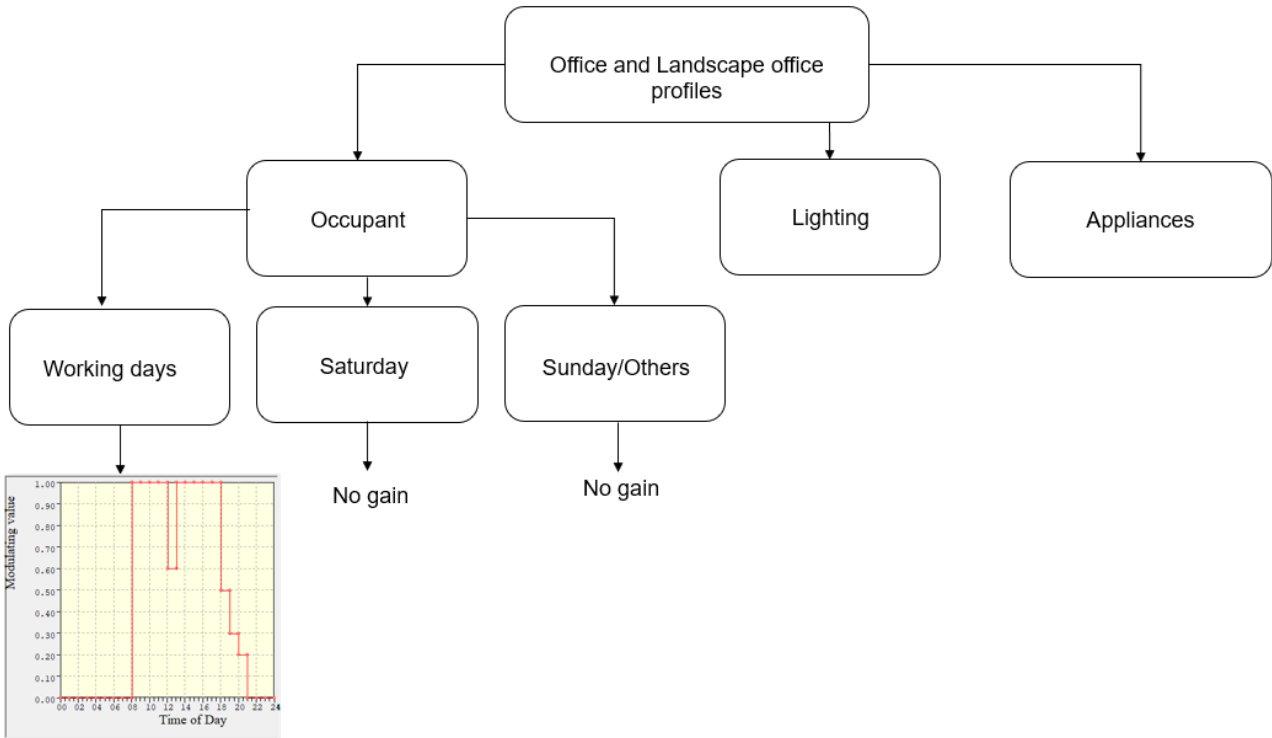 Office and Landscape office
profiles
Occupant
Lighting
Appliances
Working days
Saturday
Sunday/Others
No gain
No gain
Modulating value
1.00
0.90
0.80
0.70
0.60
0.50
0.40
0.30
0.20
0.10
0.00
00 02 04 06 08 10 12 14 16 18 20 22 24
Time of Day